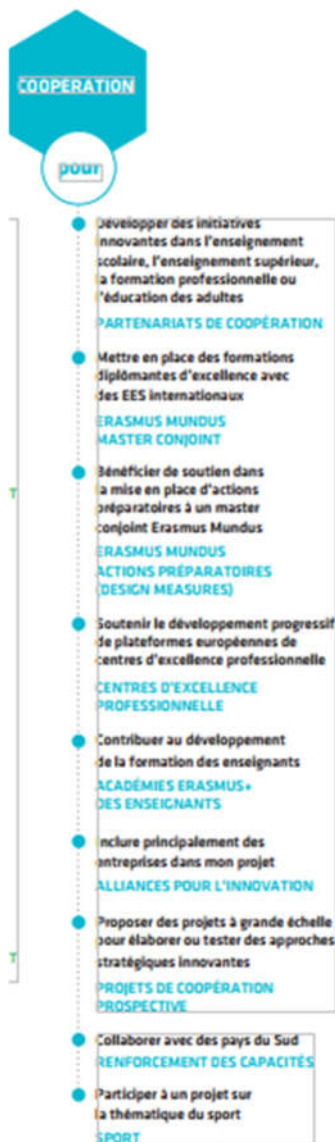 COOPERATION
pour
Développer des initiatives
innovantes dans l'enseignement
scolaire, l'enseignement supérieur,
la formation professionnelle ou
l'éducation des adultes
PARTENARIATS DE COOPÉRATION
Mettre en place des formations
diplômantes d'excellence avec
des EES internationaux
ERASMUS MUNDUS
MASTER CONJOINT
Bénéficier de soutien dans
la mise en place d'actions
préparatoires à un master
conjoint Erasmus Mundus
ERASMUS MUNDUS
ACTIONS PRÉPARATOIRES
(DESIGN MEASURES)
T
Soutenir le développement progressif
de plateformes européennes de
centres d'excellence professionnelle
CENTRES D'EXCELLENCE
PROFESSIONNELLE
Contribuer au développement
de la formation des enseignants
ACADÉMIES ERASMUS+
DES ENSEIGNANTS
Inclure principalement des
entreprises dans mon projet
ALLIANCES POUR L'INNOVATION
Proposer des projets à grande échelle
pour élaborer ou tester des approches
stratégiques innovantes
T
PROJETS DE COOPÉRATION
PROSPECTIVE
Collaborer avec des pays du Sud
RENFORCEMENT DES CAPACITÉS
Participer à un projet sur
la thématique du sport
SPORT